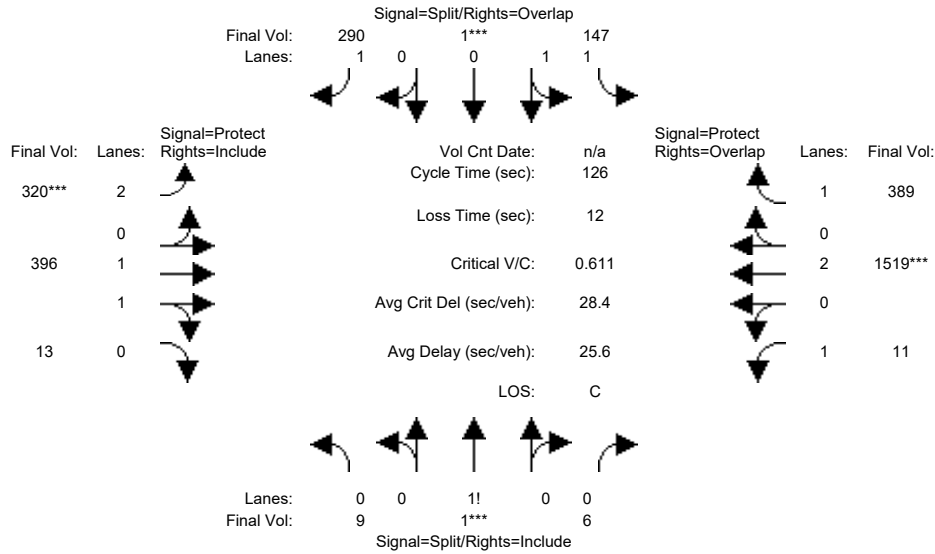 Signal=Split/Rights=Overlap
Final Vol: 290 1*** 147
Lanes: 1 0 0 1 1
Signal=Protect Signal=Protect
Final Vol: Lanes: Rights=Include Vol Cnt Date: n/a Rights=Overlap Lanes: Final Vol:
Cycle Time (sec): 126
320*** 2 1 389
Loss Time (sec): 12
0 0
396 1 Critical V/C: 0.611 2 1519***
1 Avg Crit Del (sec/veh): 28.4 0
13 0 Avg Delay (sec/veh): 25.6 1 11
LOS: C
Lanes: 0 0 1! 0 0
Final Vol: 9 1*** 6
Signal=Split/Rights=Include